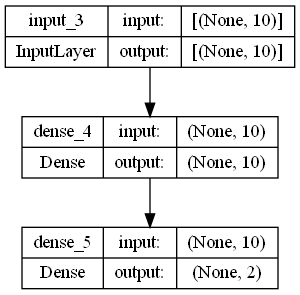 input_3 input: [(None, 10)]
InputLayer output: [(None, 10)]
dense_4 input: (None, 10)
Dense output: (None, 10)
dense_5 input: (None, 10)
Dense output: (None, 2)